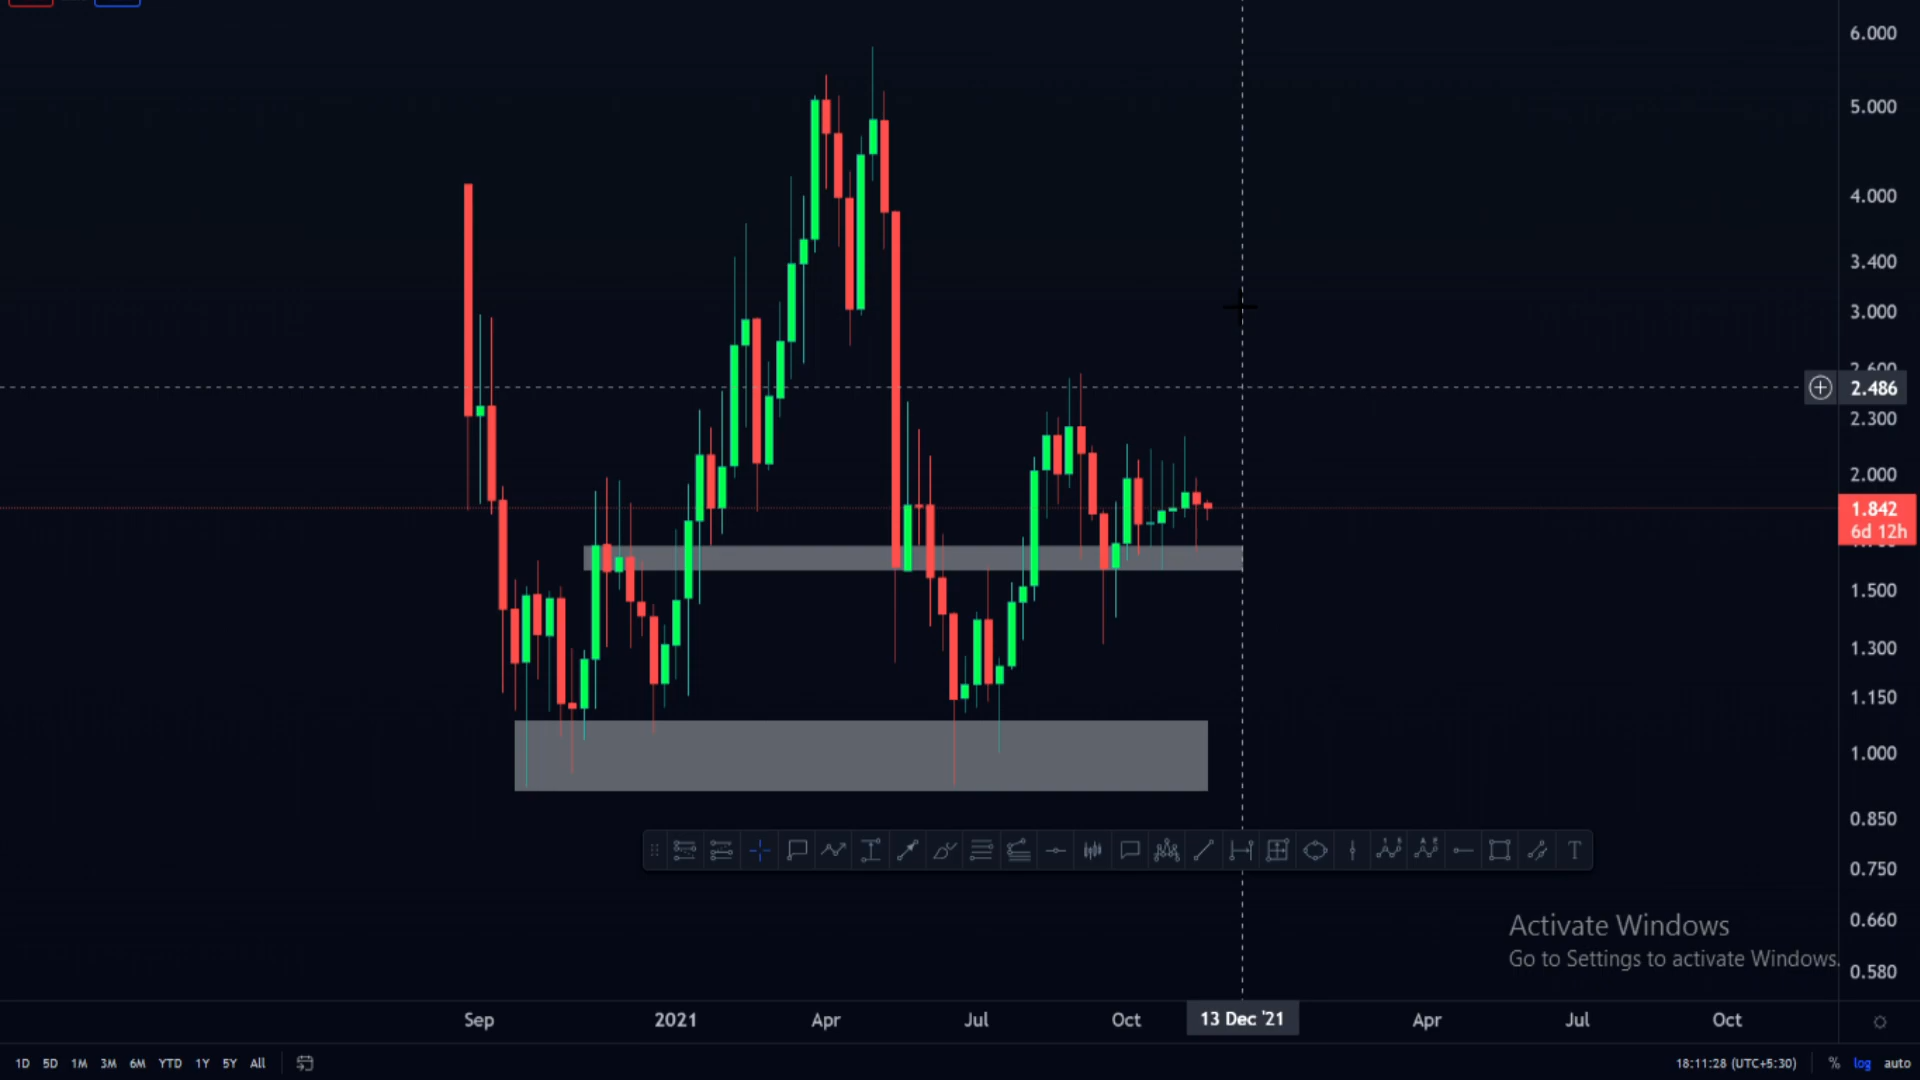 6.000
5.000
4.000
3.400
3.000
2.486
2.300
2.000
1.842
6d 12h
1.500
1.300
1.150
1.000
0.850
0.750
0.660
0.580
T
Activate Windows
Go to Settings to activate Windows.
Sep 2021 Apr Jul Oct 13 Dec '21 Apr Jul Oct
1D 5D 1M 3M 6M YTD 1Y 5Y All 18:11:28 (UTC+5:30) % log auto